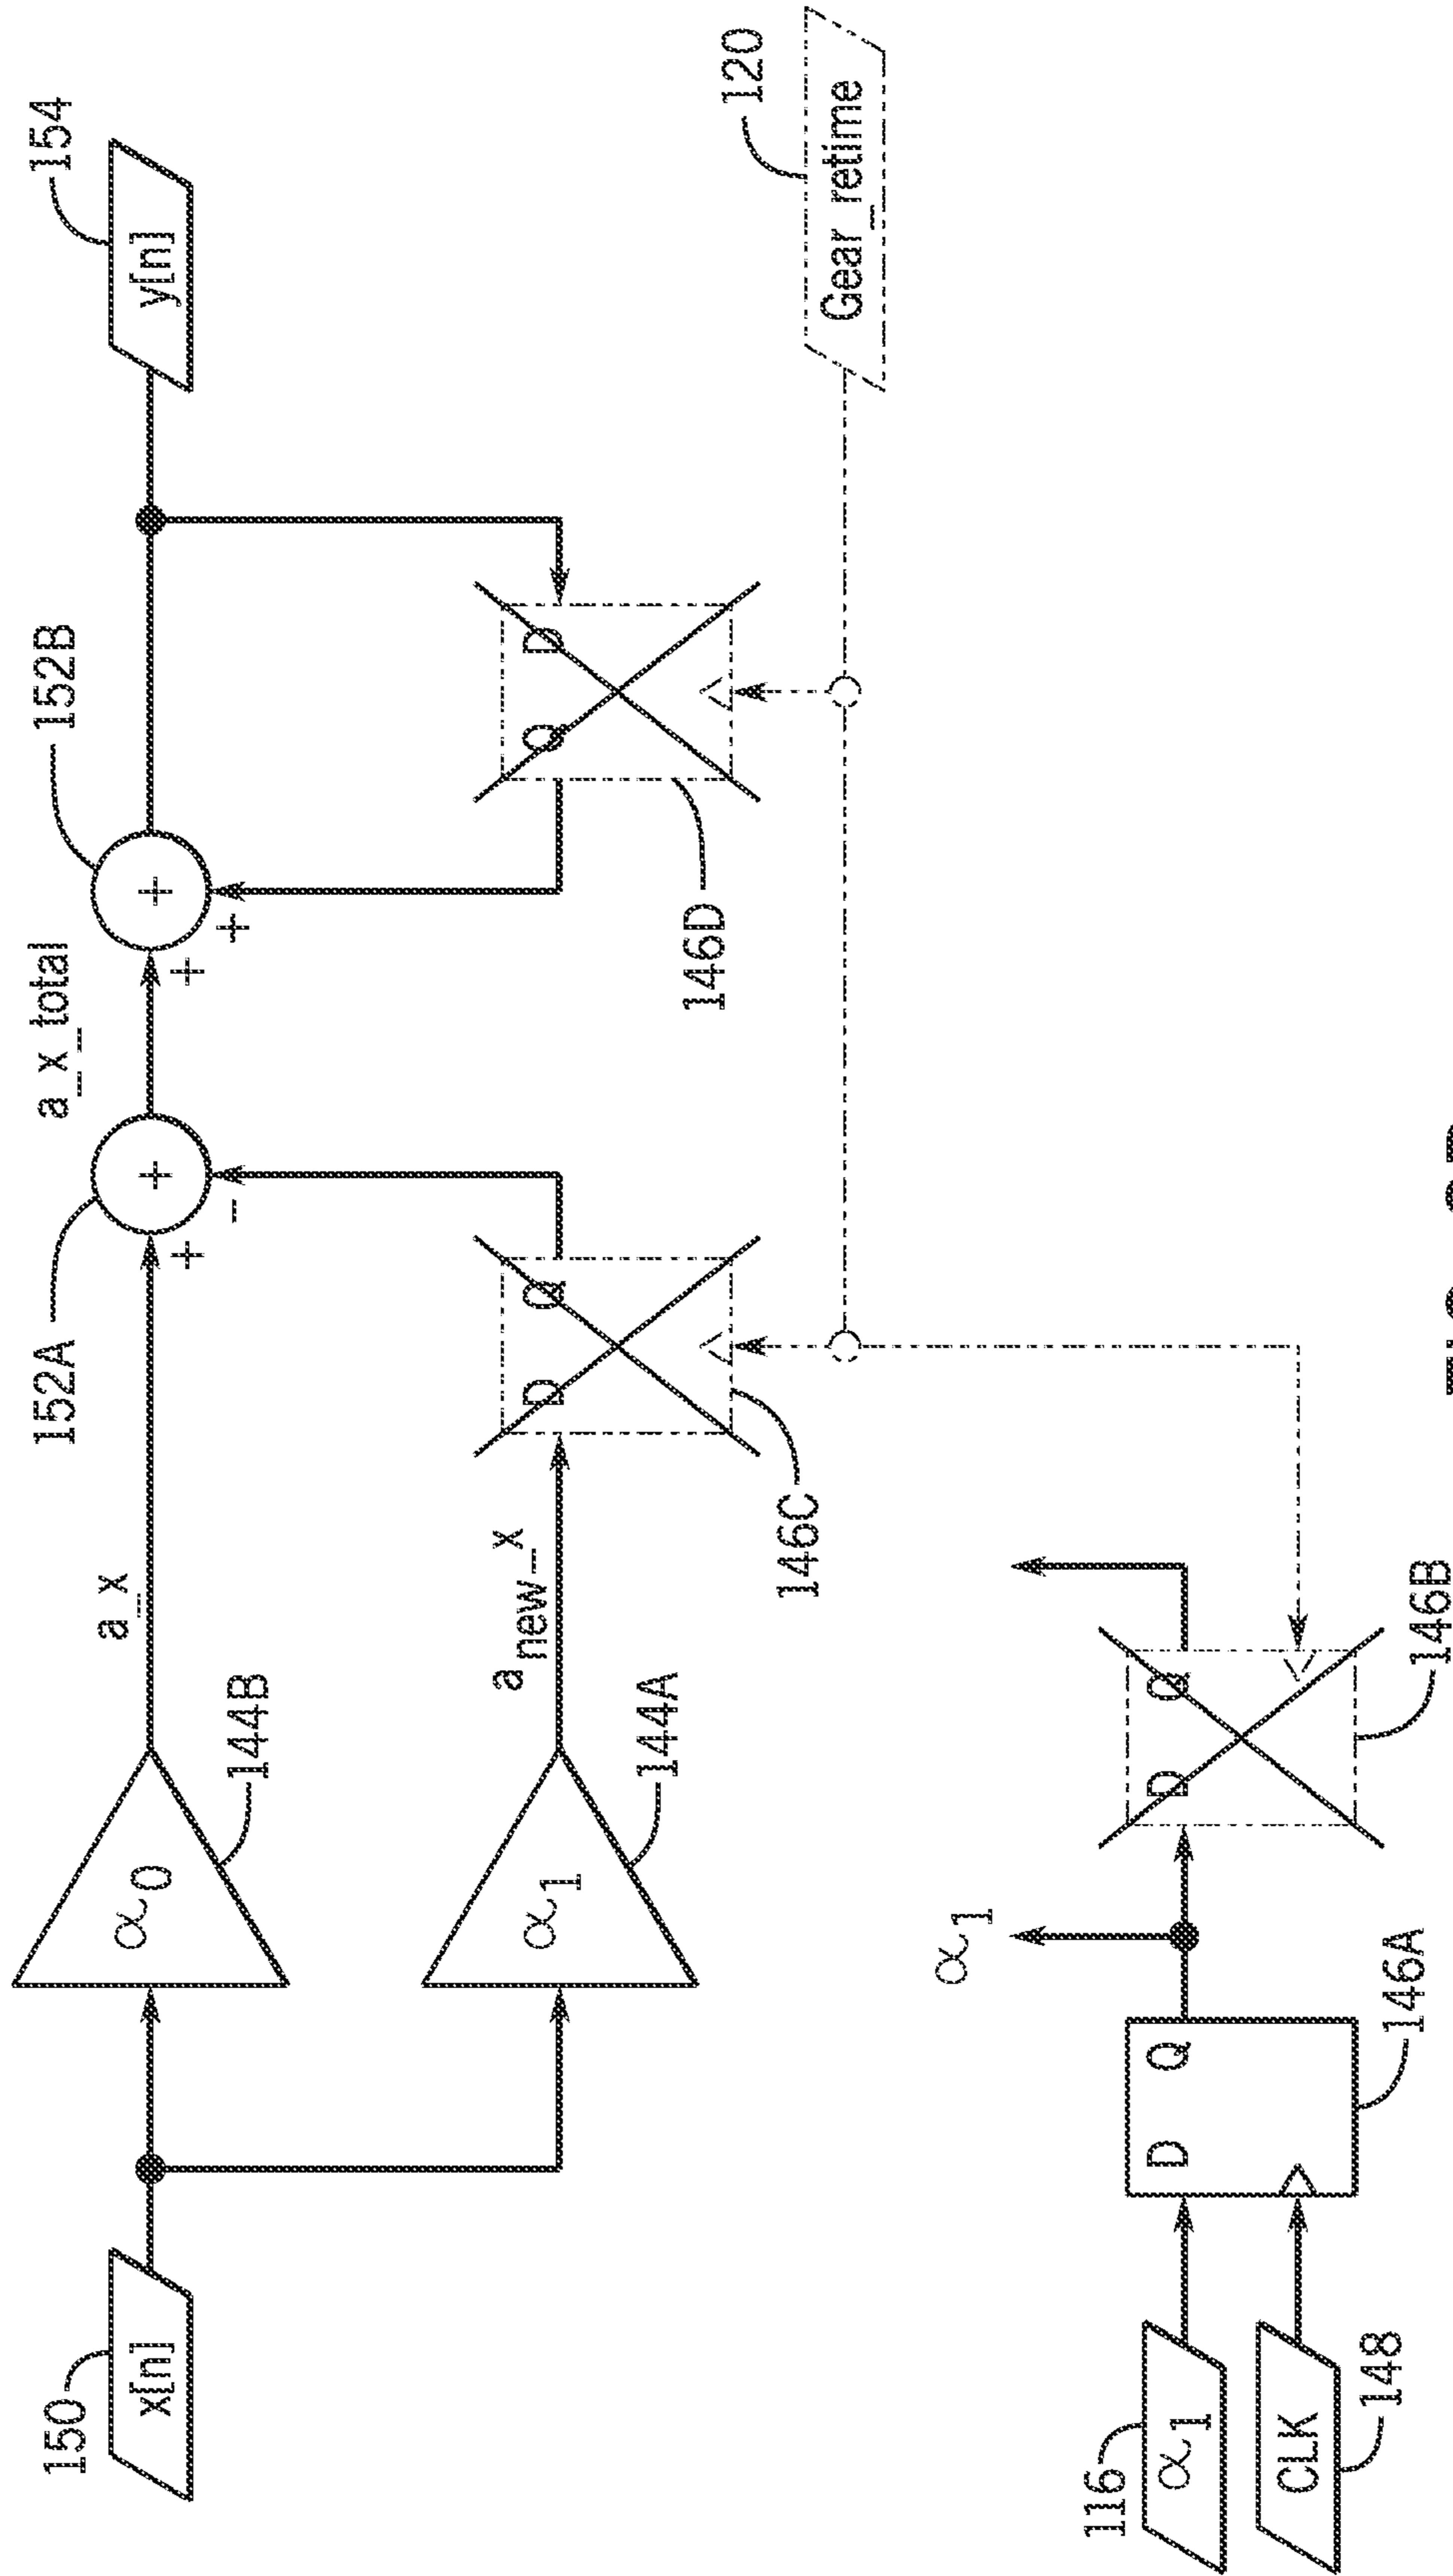 150
x[n]
α0
144B
a_x
152A
+
+
-
a_x_total
152B
+
+
+
y[n]
154
α1
144A
anew_x
D Q
146C
Q D
146D
Gear_retime
120
116
α1
CLK
148
D Q
146A
α1
D Q
146B